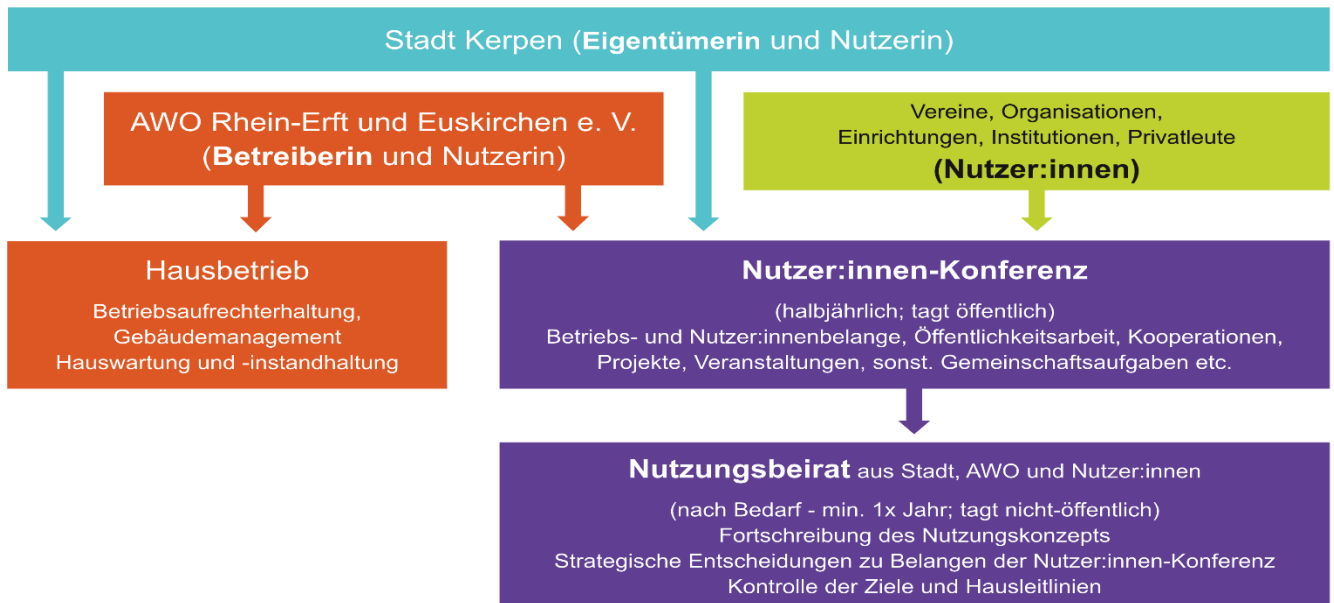 Stadt Kerpen (Eigentümerin und Nutzerin)
AWO Rhein-Erft und Euskirchen e. V.
(Betreiberin und Nutzerin)
Vereine, Organisationen,
Einrichtungen, Institutionen, Privatleute
(Nutzer:innen)
Hausbetrieb
Betriebsaufrechterhaltung,
Gebäudemanagement
Hauswartung und -instandhaltung
Nutzer:innen-Konferenz
(halbjährlich; tagt öffentlich)
Betriebs- und Nutzer:innenbelange, Öffentlichkeitsarbeit, Kooperationen,
Projekte, Veranstaltungen, sonst. Gemeinschaftsaufgaben etc.
Nutzungsbeirat aus Stadt, AWO und Nutzer:innen
(nach Bedarf - min. 1x Jahr; tagt nicht-öffentlich)
Fortschreibung des Nutzungskonzepts
Strategische Entscheidungen zu Belangen der Nutzer:innen-Konferenz
Kontrolle der Ziele und Hausleitlinien